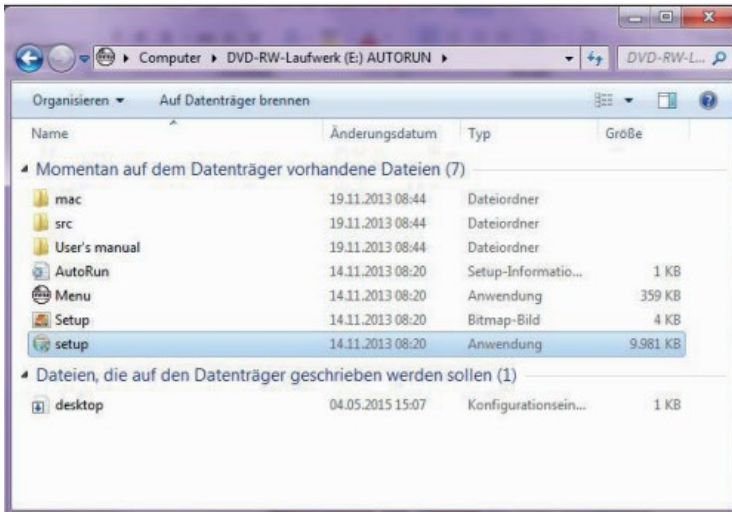 Computer ▸ DVD-RW-Laufwerk (E:) AUTORUN ▸ DVD-RW-L...
Organisieren Auf Datenträger brennen
Name Änderungsdatum Typ Größe
Momentan auf dem Datenträger vorhandene Dateien (7)
mac 19.11.2013 08:44 Dateiordner
src 19.11.2013 08:44 Dateiordner
User's manual 19.11.2013 08:44 Dateiordner
AutoRun 14.11.2013 08:20 Setup-Informatio... 1 KB
Menu 14.11.2013 08:20 Anwendung 359 KB
Setup 14.11.2013 08:20 Bitmap-Bild 4 KB
setup 14.11.2013 08:20 Anwendung 9.981 KB
Dateien, die auf den Datenträger geschrieben werden sollen (1)
desktop 04.05.2015 15:07 Konfigurationsein... 1 KB